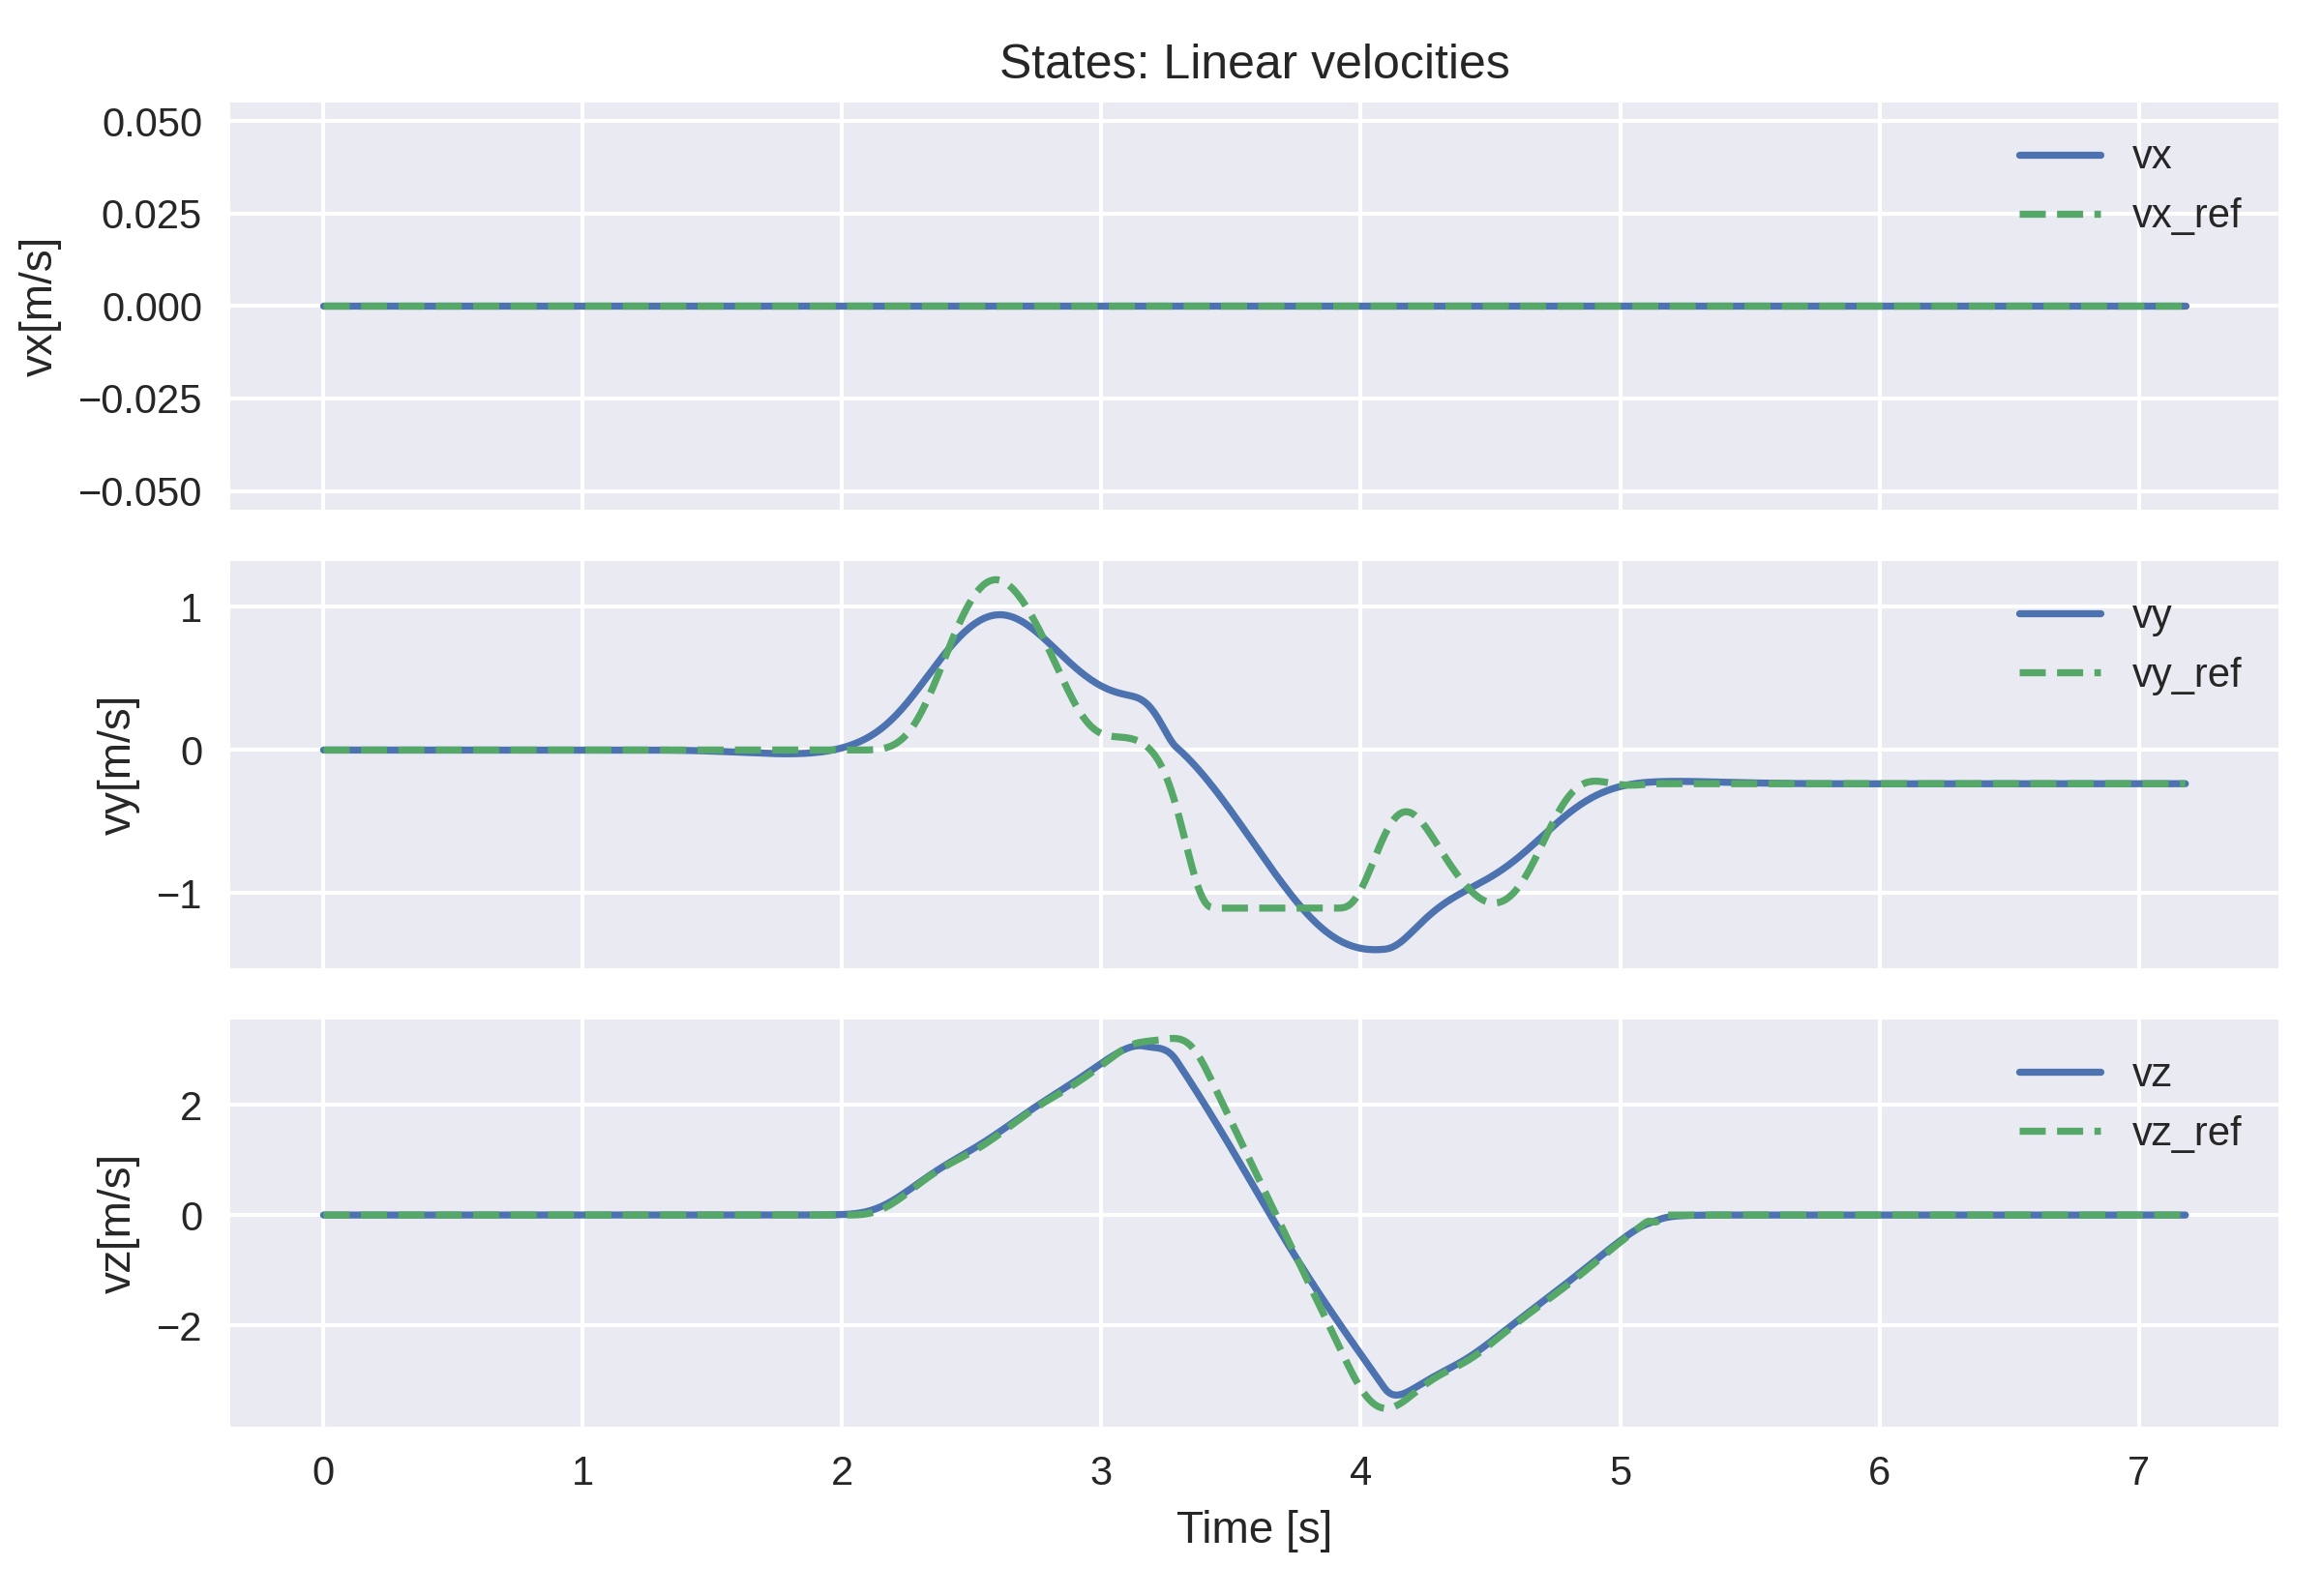 States: Linear velocities
0.050
0.025
0.000
−0.025
−0.050
vx[m/s]
vx
vx_ref
1
0
−1
vy[m/s]
vy
vy_ref
2
0
−2
vz[m/s]
vz
vz_ref
0 1 2 3 4 5 6 7
Time [s]